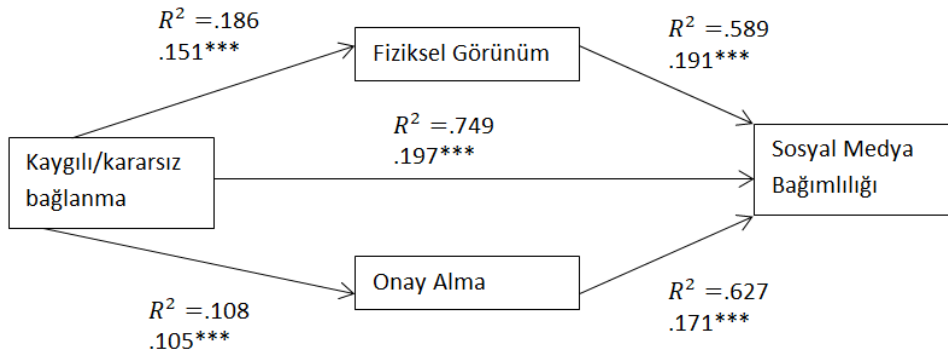 R² =.186
.151***
Fiziksel Görünüm
R² =.589
.191***
R² =.749
.197***
Kaygılı/kararsız
bağlanma
Sosyal Medya
Bağımlılığı
Onay Alma
R² =.108
.105***
R² =.627
.171***